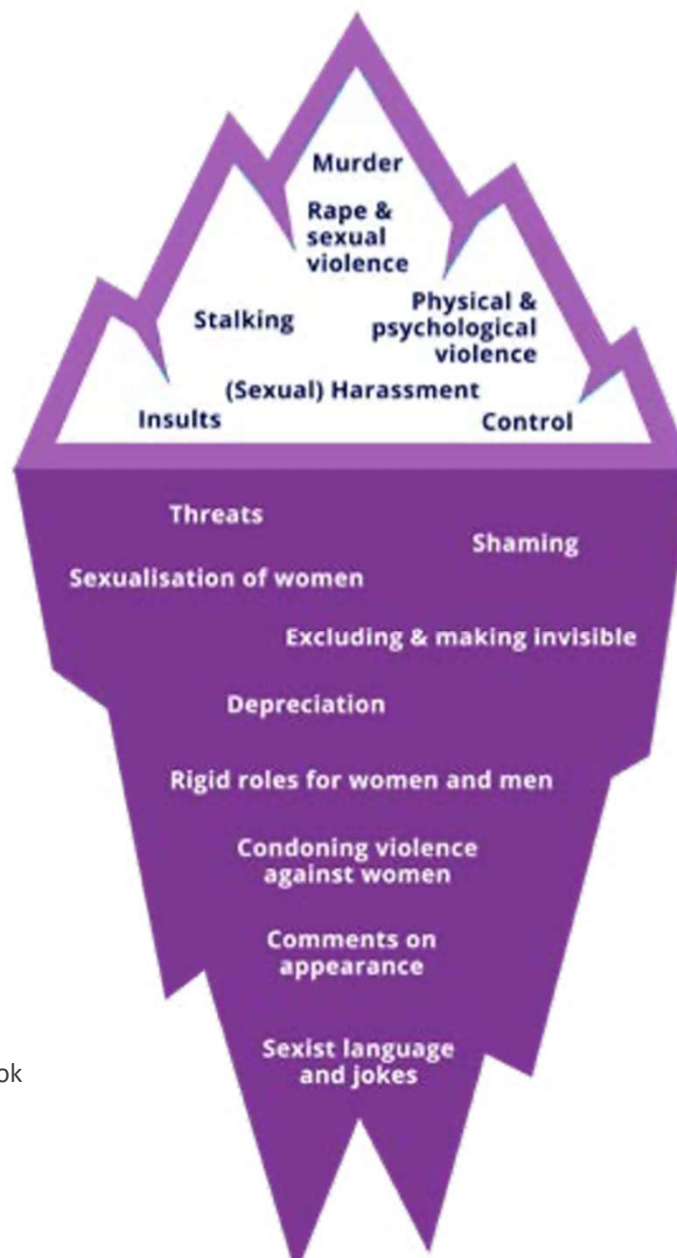 Murder
Rape &
sexual
violence
Stalking
Physical &
psychological
violence
(Sexual) Harassment
Insults
Control
Threats
Shaming
Sexualisation of women
Excluding & making invisible
Depreciation
Rigid roles for women and men
Condoning violence
against women
Comments on
appearance
Sexist language
and jokes
ok